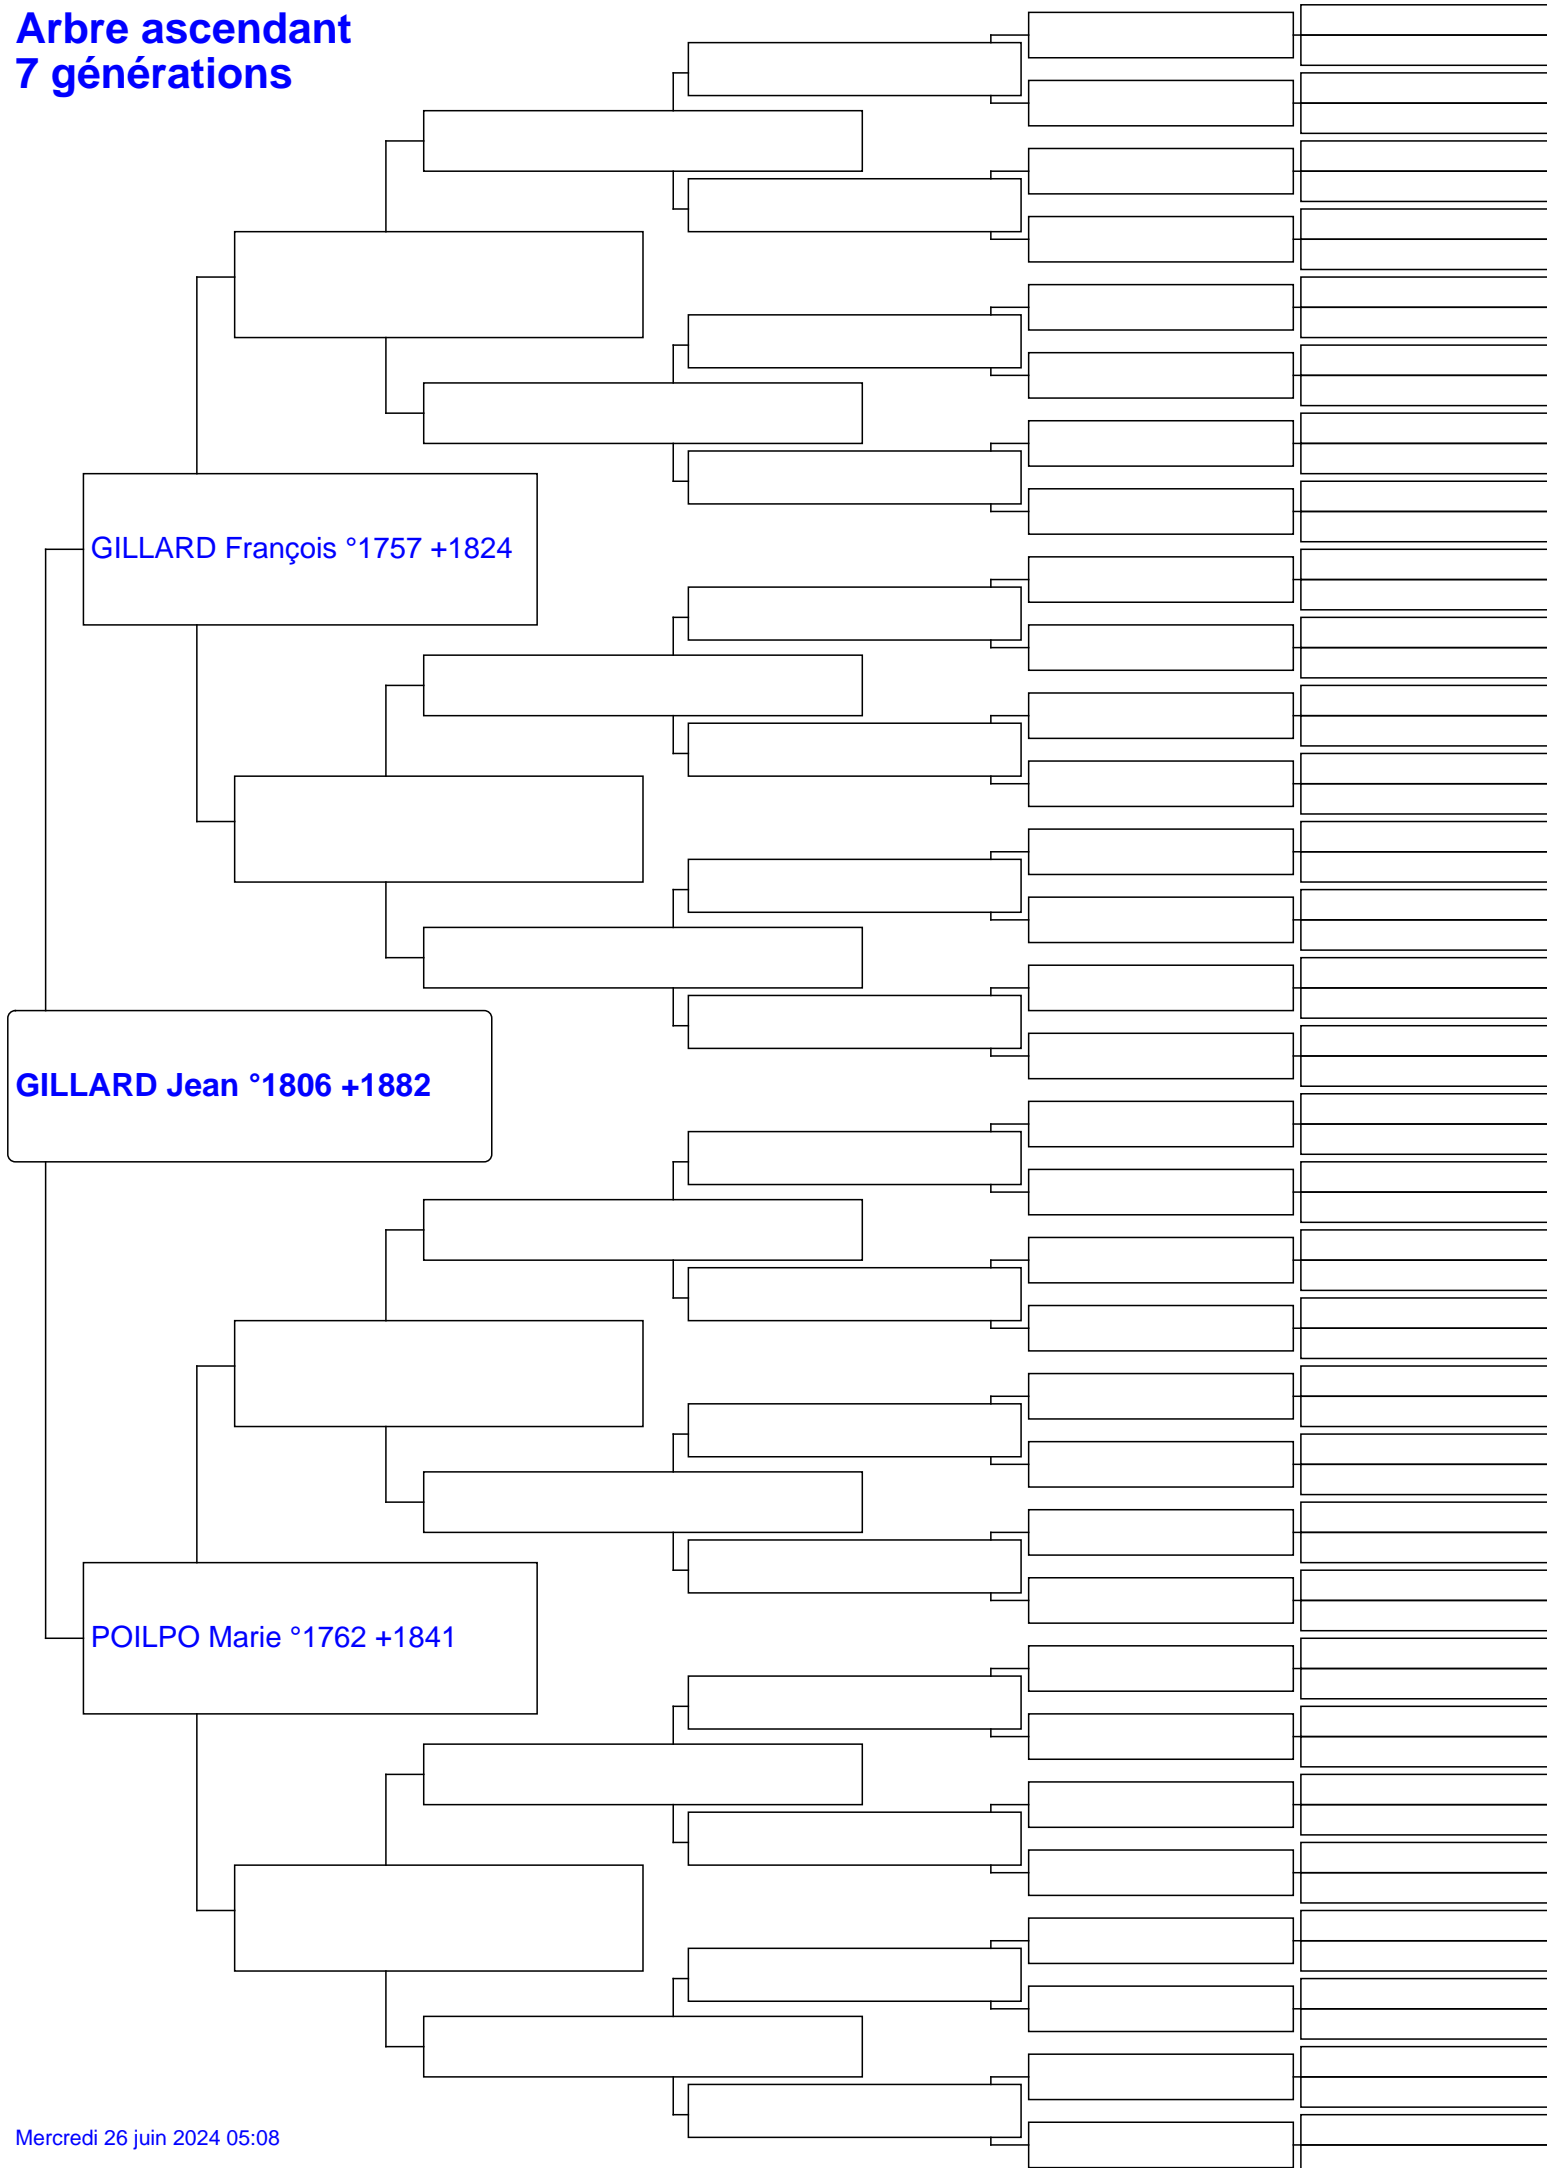 Arbre ascendant
7 générations
GILLARD François °1757 +1824
GILLARD Jean °1806 +1882
POILPO Marie °1762 +1841
Mercredi 26 juin 2024 05:08